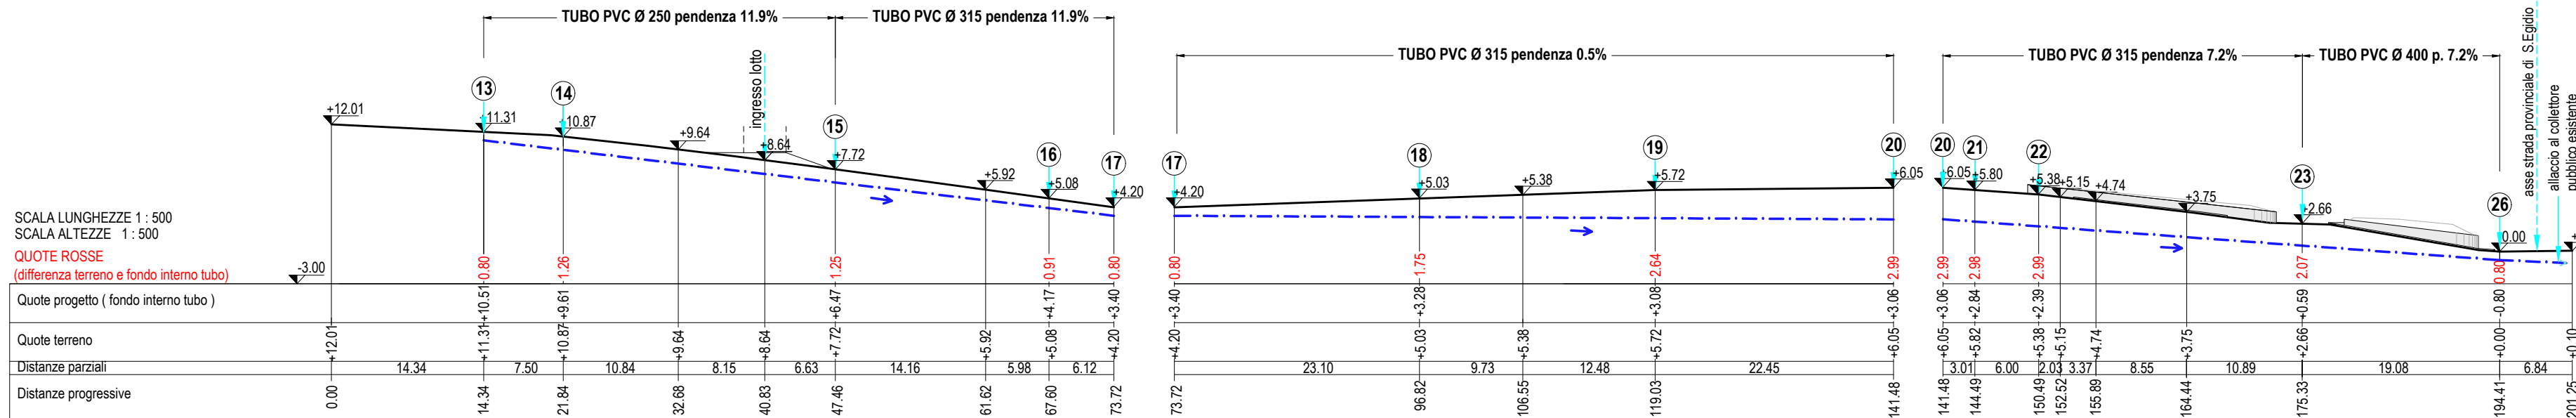 TUBO PVC Ø 250 pendenza 11.9%
TUBO PVC Ø 315 pendenza 11.9%
TUBO PVC Ø 315 pendenza 0.5%
TUBO PVC Ø 315 pendenza 7.2%
TUBO PVC Ø 400 p. 7.2%
asse strada provinciale di S.Egidio
allaccio al collettore
pubblico esistente
ingresso lotto
13 14 15 16 17 17 18 19 20 20 21 22 23 26
+12.01 +11.31 +10.87 +9.64 +8.64 +7.72 +5.92 +5.08 +4.20
+4.20 +5.03 +5.38 +5.72 +6.05
+6.05 +5.80 +5.38 +5.15 +4.74 +3.75 +2.66 0.00
SCALA LUNGHEZZE 1 : 500
SCALA ALTEZZE 1 : 500
QUOTE ROSSE
(differenza terreno e fondo interno tubo)
-3.00
0.80 1.26 1.25 0.91 0.80 0.80 1.75 2.64 2.99 2.99 2.98 2.99 2.07 0.80
Quote progetto ( fondo interno tubo )
+10.51 +9.61 +6.47 +4.17 +3.40 +3.40 +3.28 +3.08 +3.06 +3.06 +2.84 +2.39 +0.59 -0.80
Quote terreno
+12.01 +11.31 +10.87 +9.64 +8.64 +7.72 +5.92 +5.08 +4.20 +4.20 +5.03 +5.38 +5.72 +6.05 +6.05 +5.82 +5.38 +5.15 +4.74 +3.75 +2.66 +0.00 +0.10
Distanze parziali
14.34 7.50 10.84 8.15 6.63 14.16 5.98 6.12 23.10 9.73 12.48 22.45 3.01 6.00 2.03 3.37 8.55 10.89 19.08 6.84
Distanze progressive
0.00 14.34 21.84 32.68 40.83 47.46 61.62 67.60 73.72 73.72 96.82 106.55 119.03 141.48 141.48 144.49 150.49 152.52 155.89 164.44 175.33 194.41 201.25